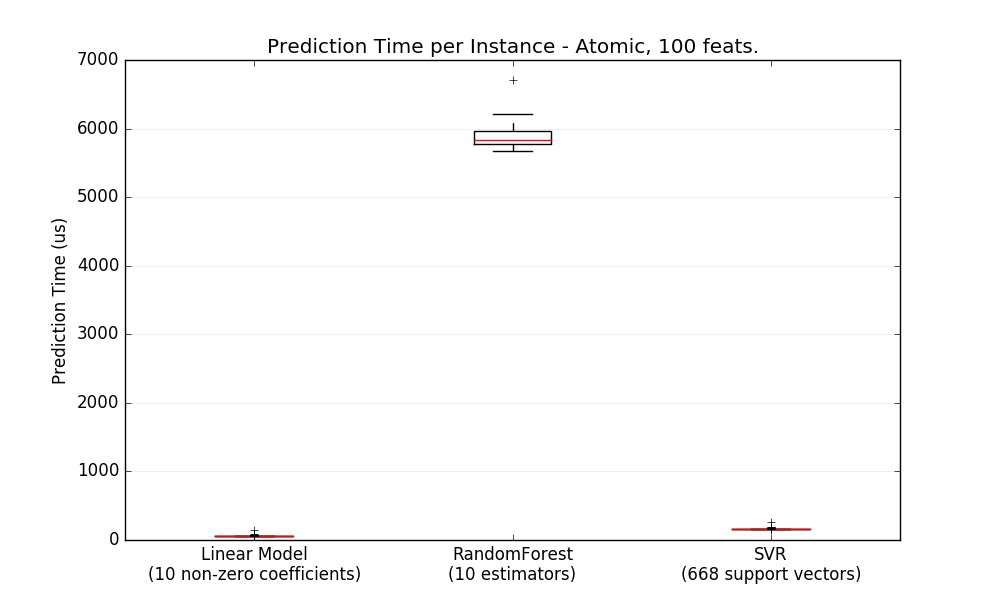 Prediction Time per Instance - Atomic, 100 feats.
7000
6000
5000
4000
3000
2000
1000
0
Prediction Time (us)
Linear Model
(10 non-zero coefficients)
RandomForest
(10 estimators)
SVR
(668 support vectors)